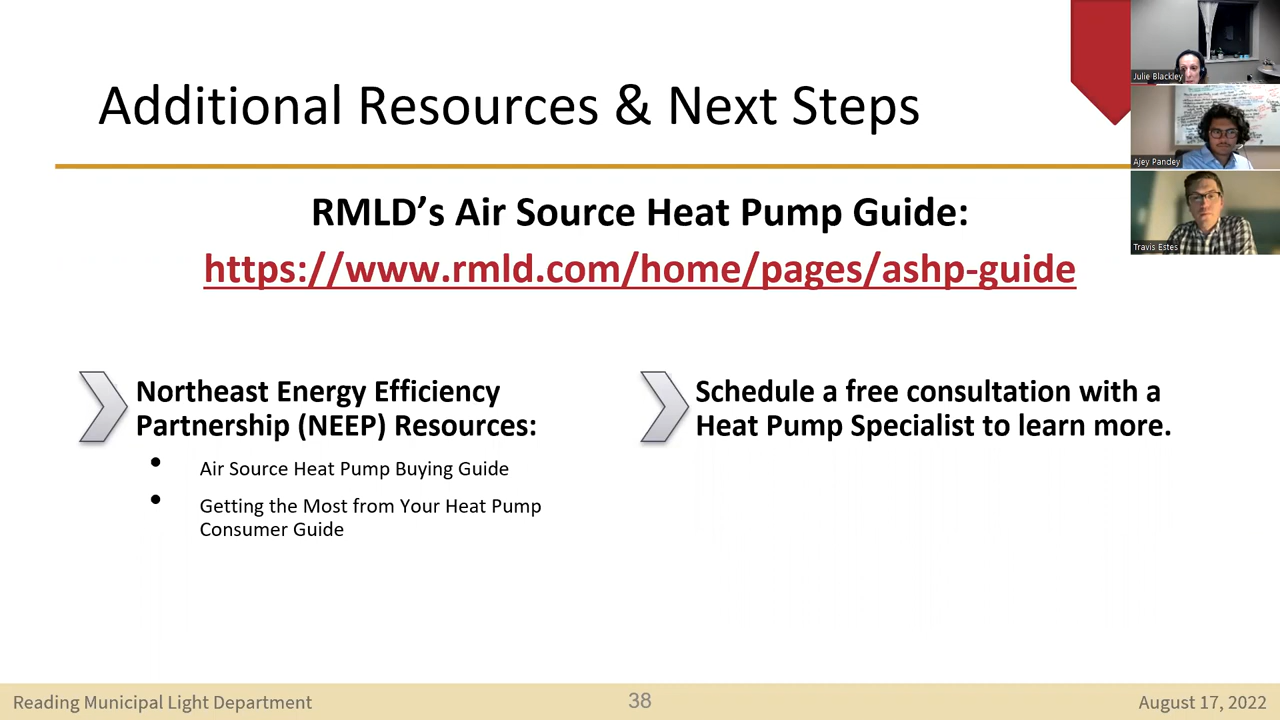 Additional Resources & Next Steps
RMLD’s Air Source Heat Pump Guide:
https://www.rmld.com/home/pages/ashp-guide
Northeast Energy Efficiency
Partnership (NEEP) Resources:
• Air Source Heat Pump Buying Guide
• Getting the Most from Your Heat Pump
Consumer Guide
Schedule a free consultation with a
Heat Pump Specialist to learn more.
Julie Blackley
Ajey Pandey
Travis Estes
Reading Municipal Light Department
38
August 17, 2022